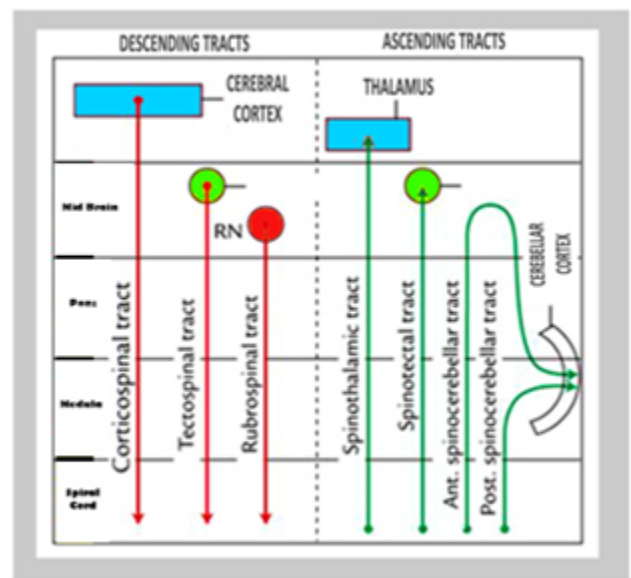 DESCENDING TRACTS
ASCENDING TRACTS
CEREBRAL
CORTEX
THALAMUS
Mid Brain
RN
CEREBELLAR
CORTEX
Pons
Corticospinal tract
Tectospinal tract
Rubrospinal tract
Spinothalamic tract
Spinotectal tract
Ant. spinocerebellar tract
Post. spinocerebellar tract
Medulla
Spinal
Cord